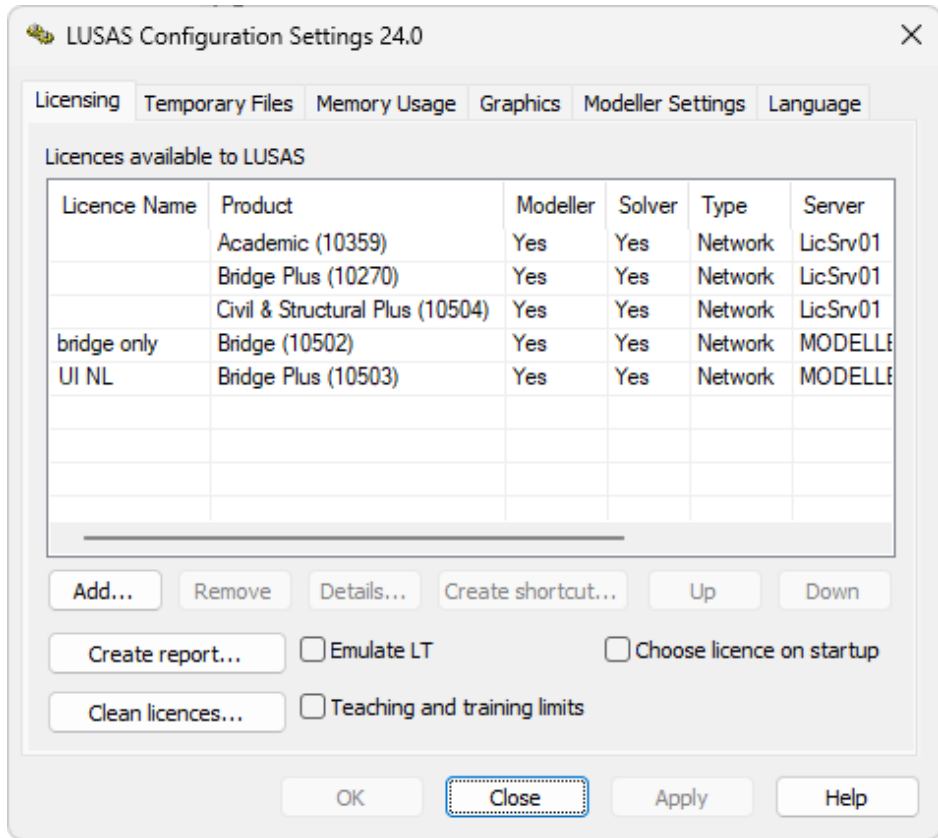 LUSAS Configuration Settings 24.0
Licensing Temporary Files Memory Usage Graphics Modeller Settings Language
Licences available to LUSAS
Licence Name Product Modeller Solver Type Server
Academic (10359) Yes Yes Network LicSrv01
Bridge Plus (10270) Yes Yes Network LicSrv01
Civil & Structural Plus (10504) Yes Yes Network LicSrv01
bridge only Bridge (10502) Yes Yes Network MODELLE
UI NL Bridge Plus (10503) Yes Yes Network MODELLE
Add... Remove Details... Create shortcut... Up Down
Create report... Emulate LT Choose licence on startup
Clean licences... Teaching and training limits
OK Close Apply Help